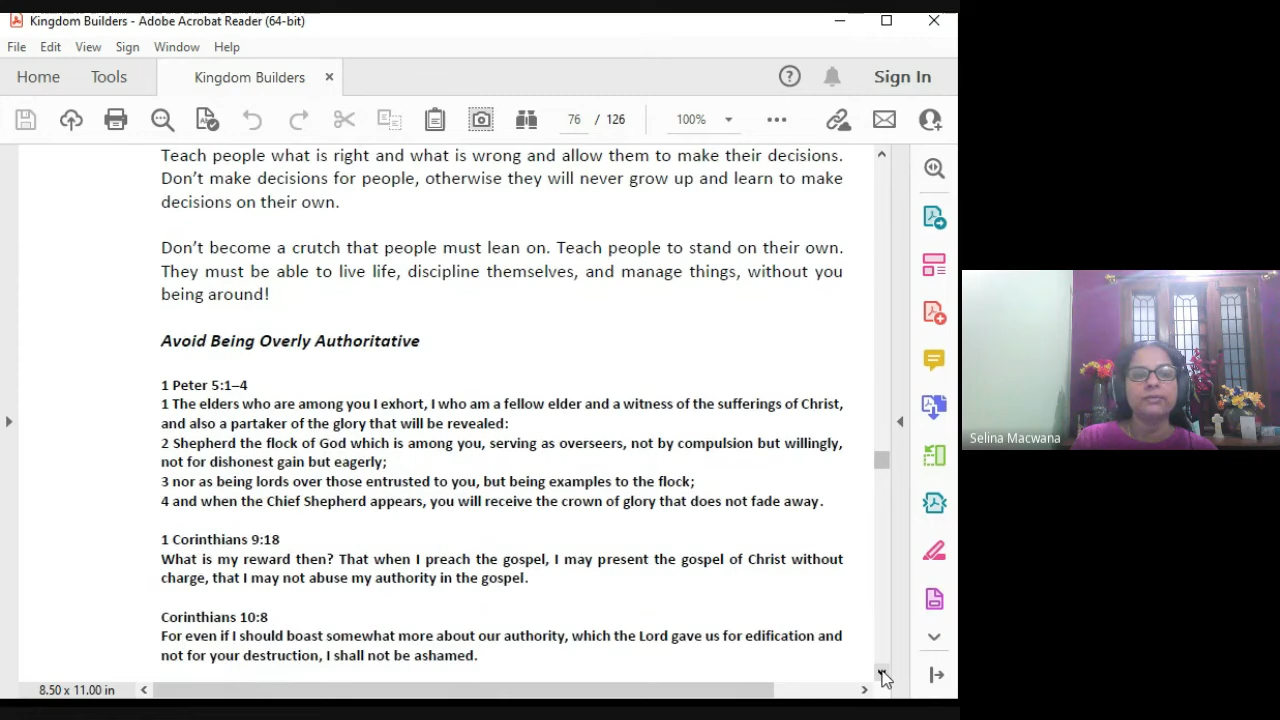 Kingdom Builders - Adobe Acrobat Reader (64-bit)
File Edit View Sign Window Help
Home Tools Kingdom Builders × Sign In
76 / 126 100%
Teach people what is right and what is wrong and allow them to make their decisions.
Don't make decisions for people, otherwise they will never grow up and learn to make
decisions on their own.
Don't become a crutch that people must lean on. Teach people to stand on their own.
They must be able to live life, discipline themselves, and manage things, without you
being around!
Avoid Being Overly Authoritative
1 Peter 5:1–4
1 The elders who are among you I exhort, I who am a fellow elder and a witness of the sufferings of Christ,
and also a partaker of the glory that will be revealed:
2 Shepherd the flock of God which is among you, serving as overseers, not by compulsion but willingly,
not for dishonest gain but eagerly;
3 nor as being lords over those entrusted to you, but being examples to the flock;
4 and when the Chief Shepherd appears, you will receive the crown of glory that does not fade away.
1 Corinthians 9:18
What is my reward then? That when I preach the gospel, I may present the gospel of Christ without
charge, that I may not abuse my authority in the gospel.
Corinthians 10:8
For even if I should boast somewhat more about our authority, which the Lord gave us for edification and
not for your destruction, I shall not be ashamed.
8.50 x 11.00 in
Selina Macwana